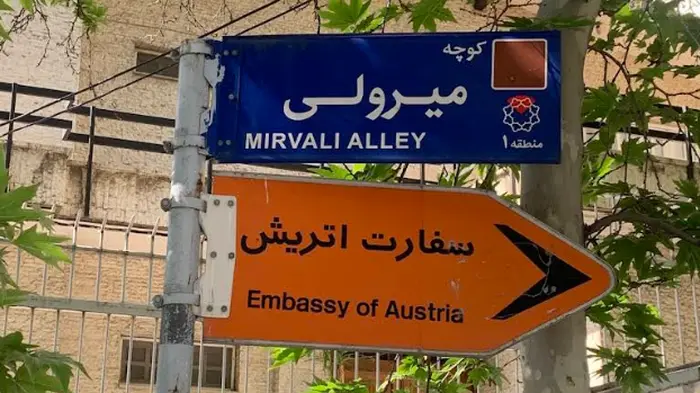 کوچه
میرولی
MIRVALI ALLEY
منطقه ۱
سفارت اتریش
Embassy of Austria